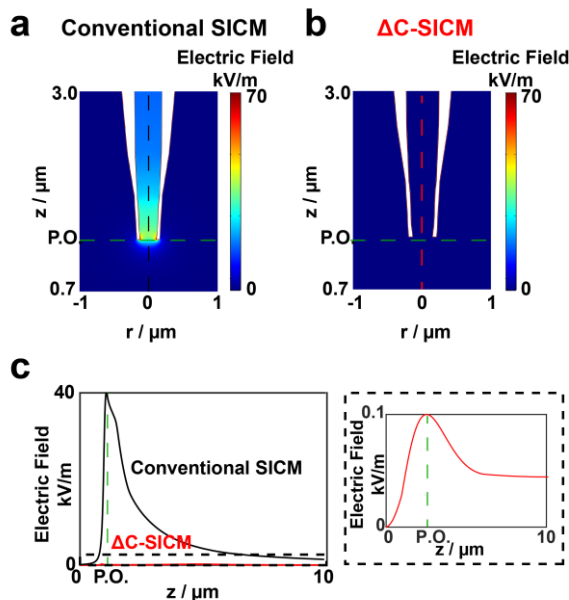 a Conventional SICM
Electric Field
kV/m
3.0
70
z / µm
P.O.
0.7
0
-1 0 1
r / µm
b ΔC-SICM
Electric Field
kV/m
3.0
70
z / µm
P.O.
0.7
0
-1 0 1
r / µm
c
40
Electric Field
kV/m
Conventional SICM
ΔC-SICM
0
P.O.
z / µm
10
0.1
Electric Field
kV/m
0
0
P.O.
z / µm
10